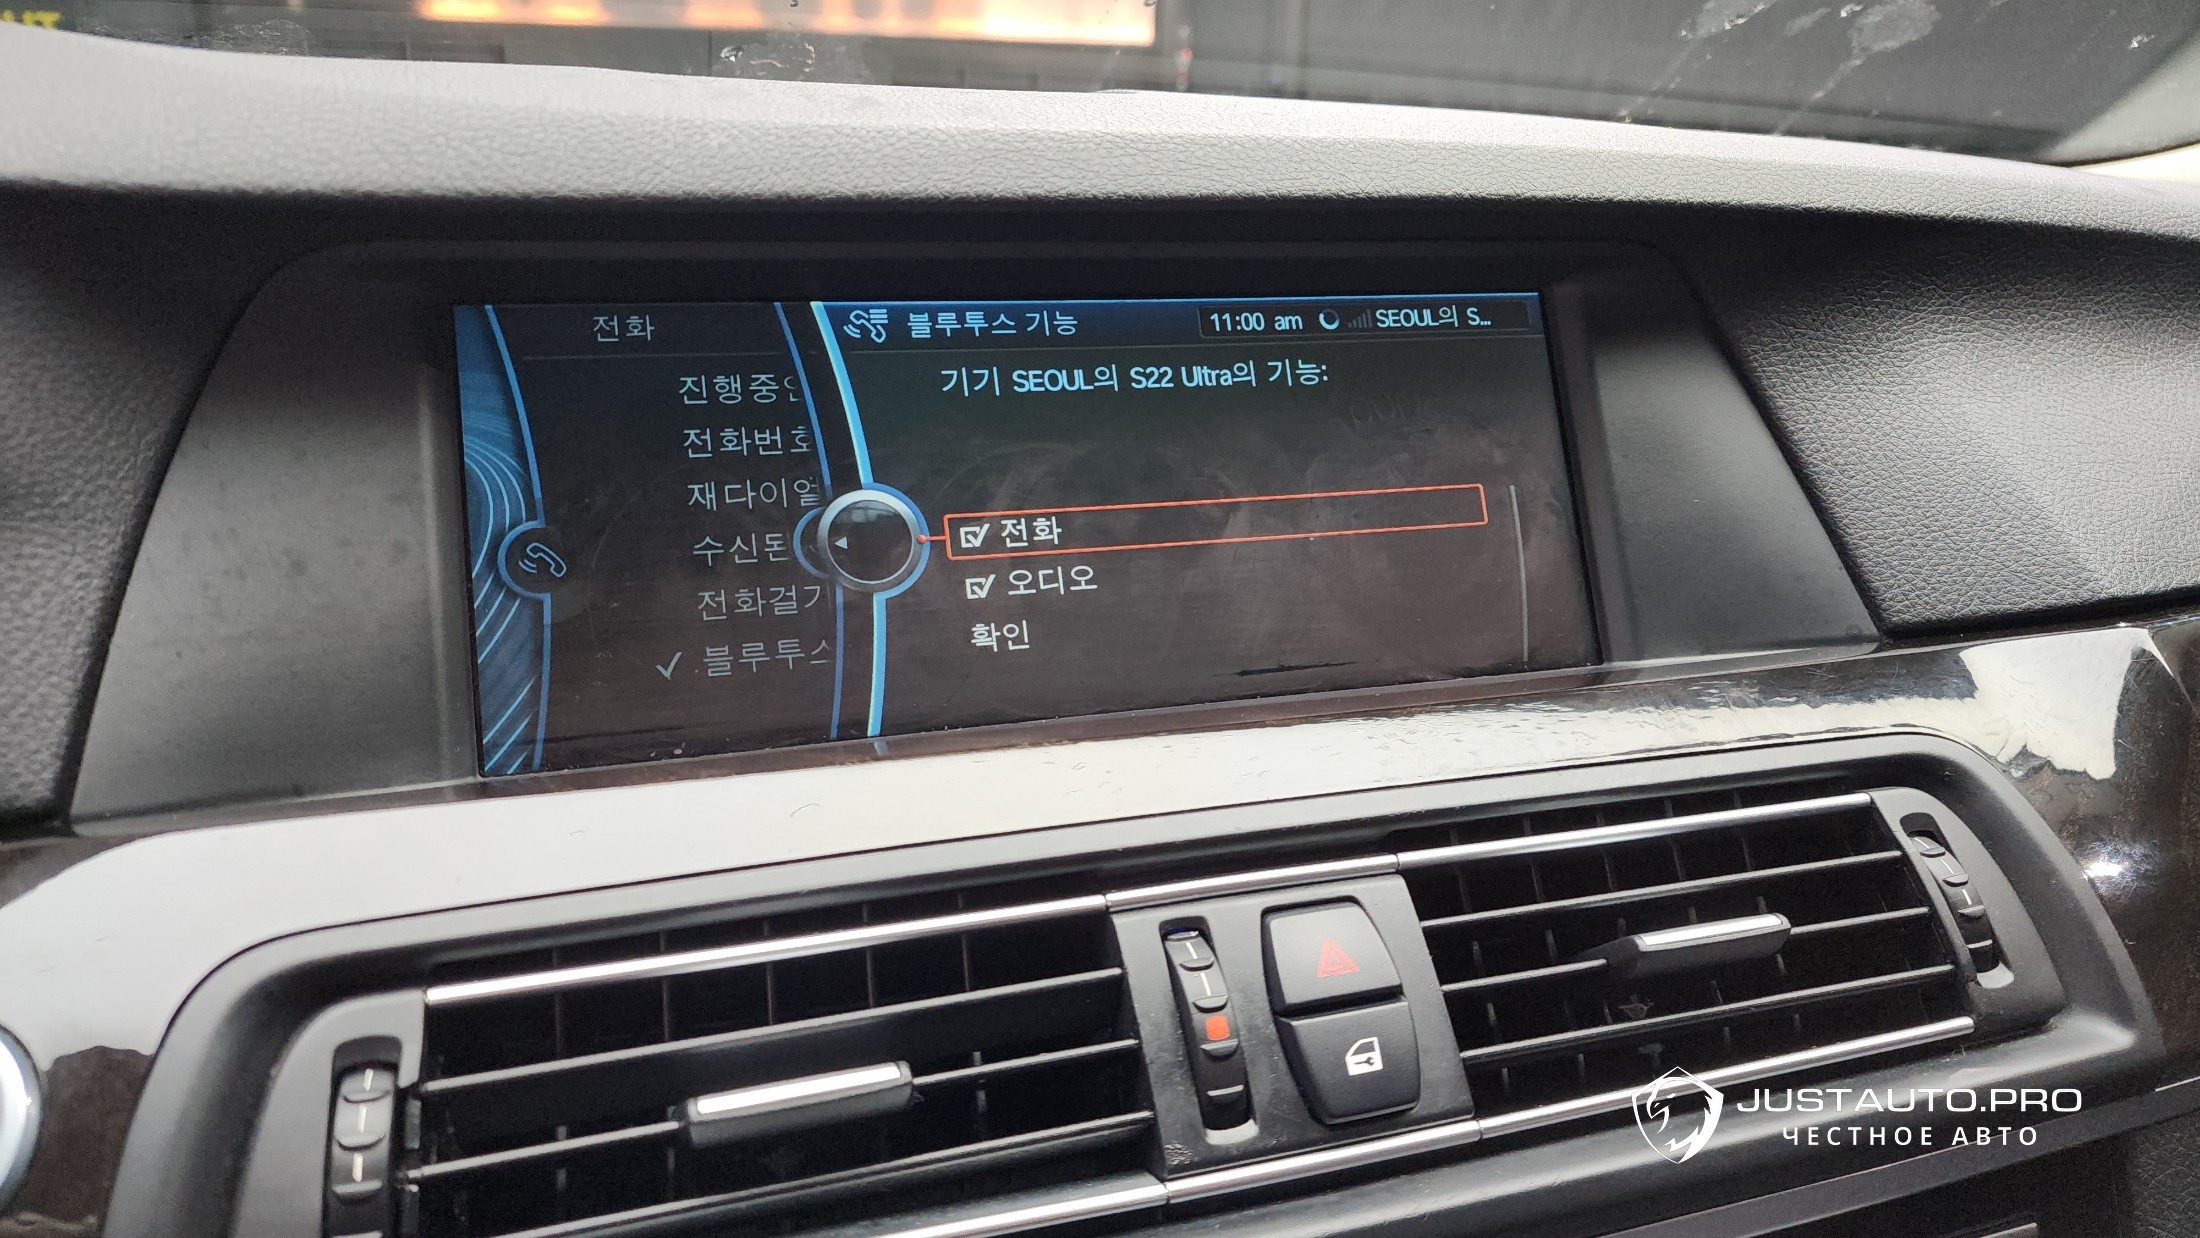 전화
진행중인
전화번호
재다이얼
수신된
전화걸기
블루투스
블루투스 기능
11:00 am SEOUL의 S...
기기 SEOUL의 S22 Ultra의 기능:
전화
오디오
확인
JUSTAUTO.PRO
ЧЕСТНОЕ АВТО